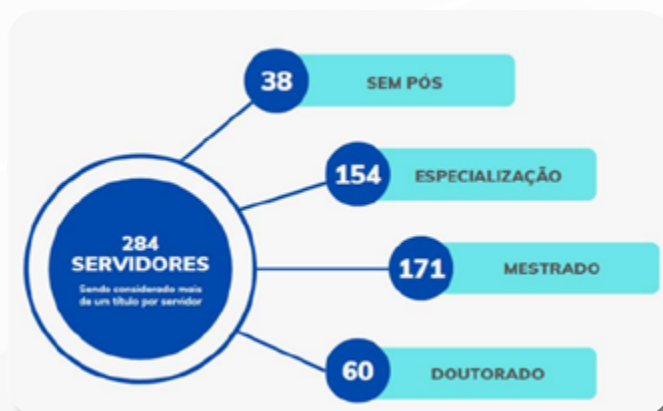 38 SEM PÓS
154 ESPECIALIZAÇÃO
284
SERVIDORES
Sendo considerado mais
de um título por servidor
171 MESTRADO
60 DOUTORADO